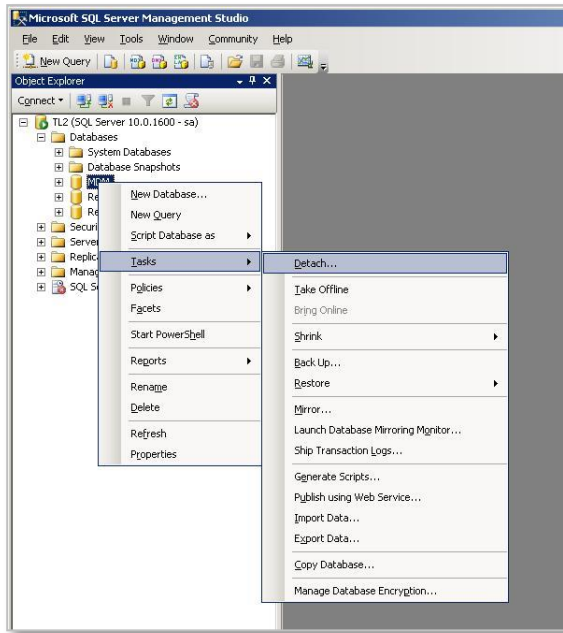 Microsoft SQL Server Management Studio
File Edit View Tools Window Community Help
New Query
Object Explorer
Connect
TL2 (SQL Server 10.0.1600 - sa)
Databases
System Databases
Database Snapshots
MDM
Re
Re
Securi
Server
Replic
Manag
SQL Se
New Database...
New Query
Script Database as
Tasks
Policies
Facets
Start PowerShell
Reports
Rename
Delete
Refresh
Properties
Detach...
Take Offline
Bring Online
Shrink
Back Up...
Restore
Mirror...
Launch Database Mirroring Monitor...
Ship Transaction Logs...
Generate Scripts...
Publish using Web Service...
Import Data...
Export Data...
Copy Database...
Manage Database Encryption...